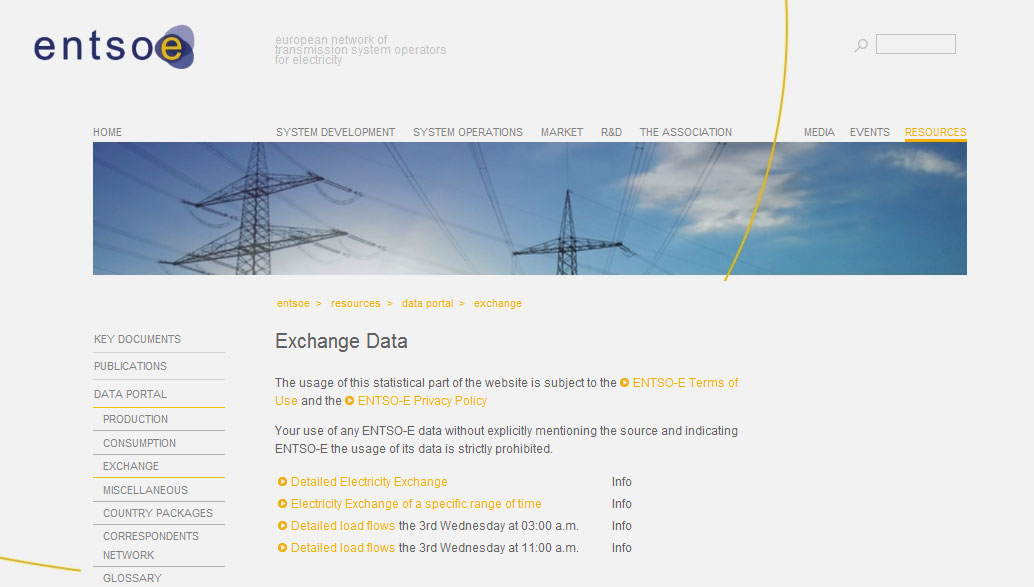 entsoe
european network of
transmission system operators
for electricity
HOME SYSTEM DEVELOPMENT SYSTEM OPERATIONS MARKET R&D THE ASSOCIATION MEDIA EVENTS RESOURCES
entsoe > resources > data portal > exchange
KEY DOCUMENTS
PUBLICATIONS
DATA PORTAL
PRODUCTION
CONSUMPTION
EXCHANGE
MISCELLANEOUS
COUNTRY PACKAGES
CORRESPONDENTS
NETWORK
GLOSSARY
Exchange Data
The usage of this statistical part of the website is subject to the ENTSO-E Terms of
Use and the ENTSO-E Privacy Policy
Your use of any ENTSO-E data without explicitly mentioning the source and indicating
ENTSO-E the usage of its data is strictly prohibited.
Detailed Electricity Exchange Info
Electricity Exchange of a specific range of time Info
Detailed load flows the 3rd Wednesday at 03:00 a.m. Info
Detailed load flows the 3rd Wednesday at 11:00 a.m. Info